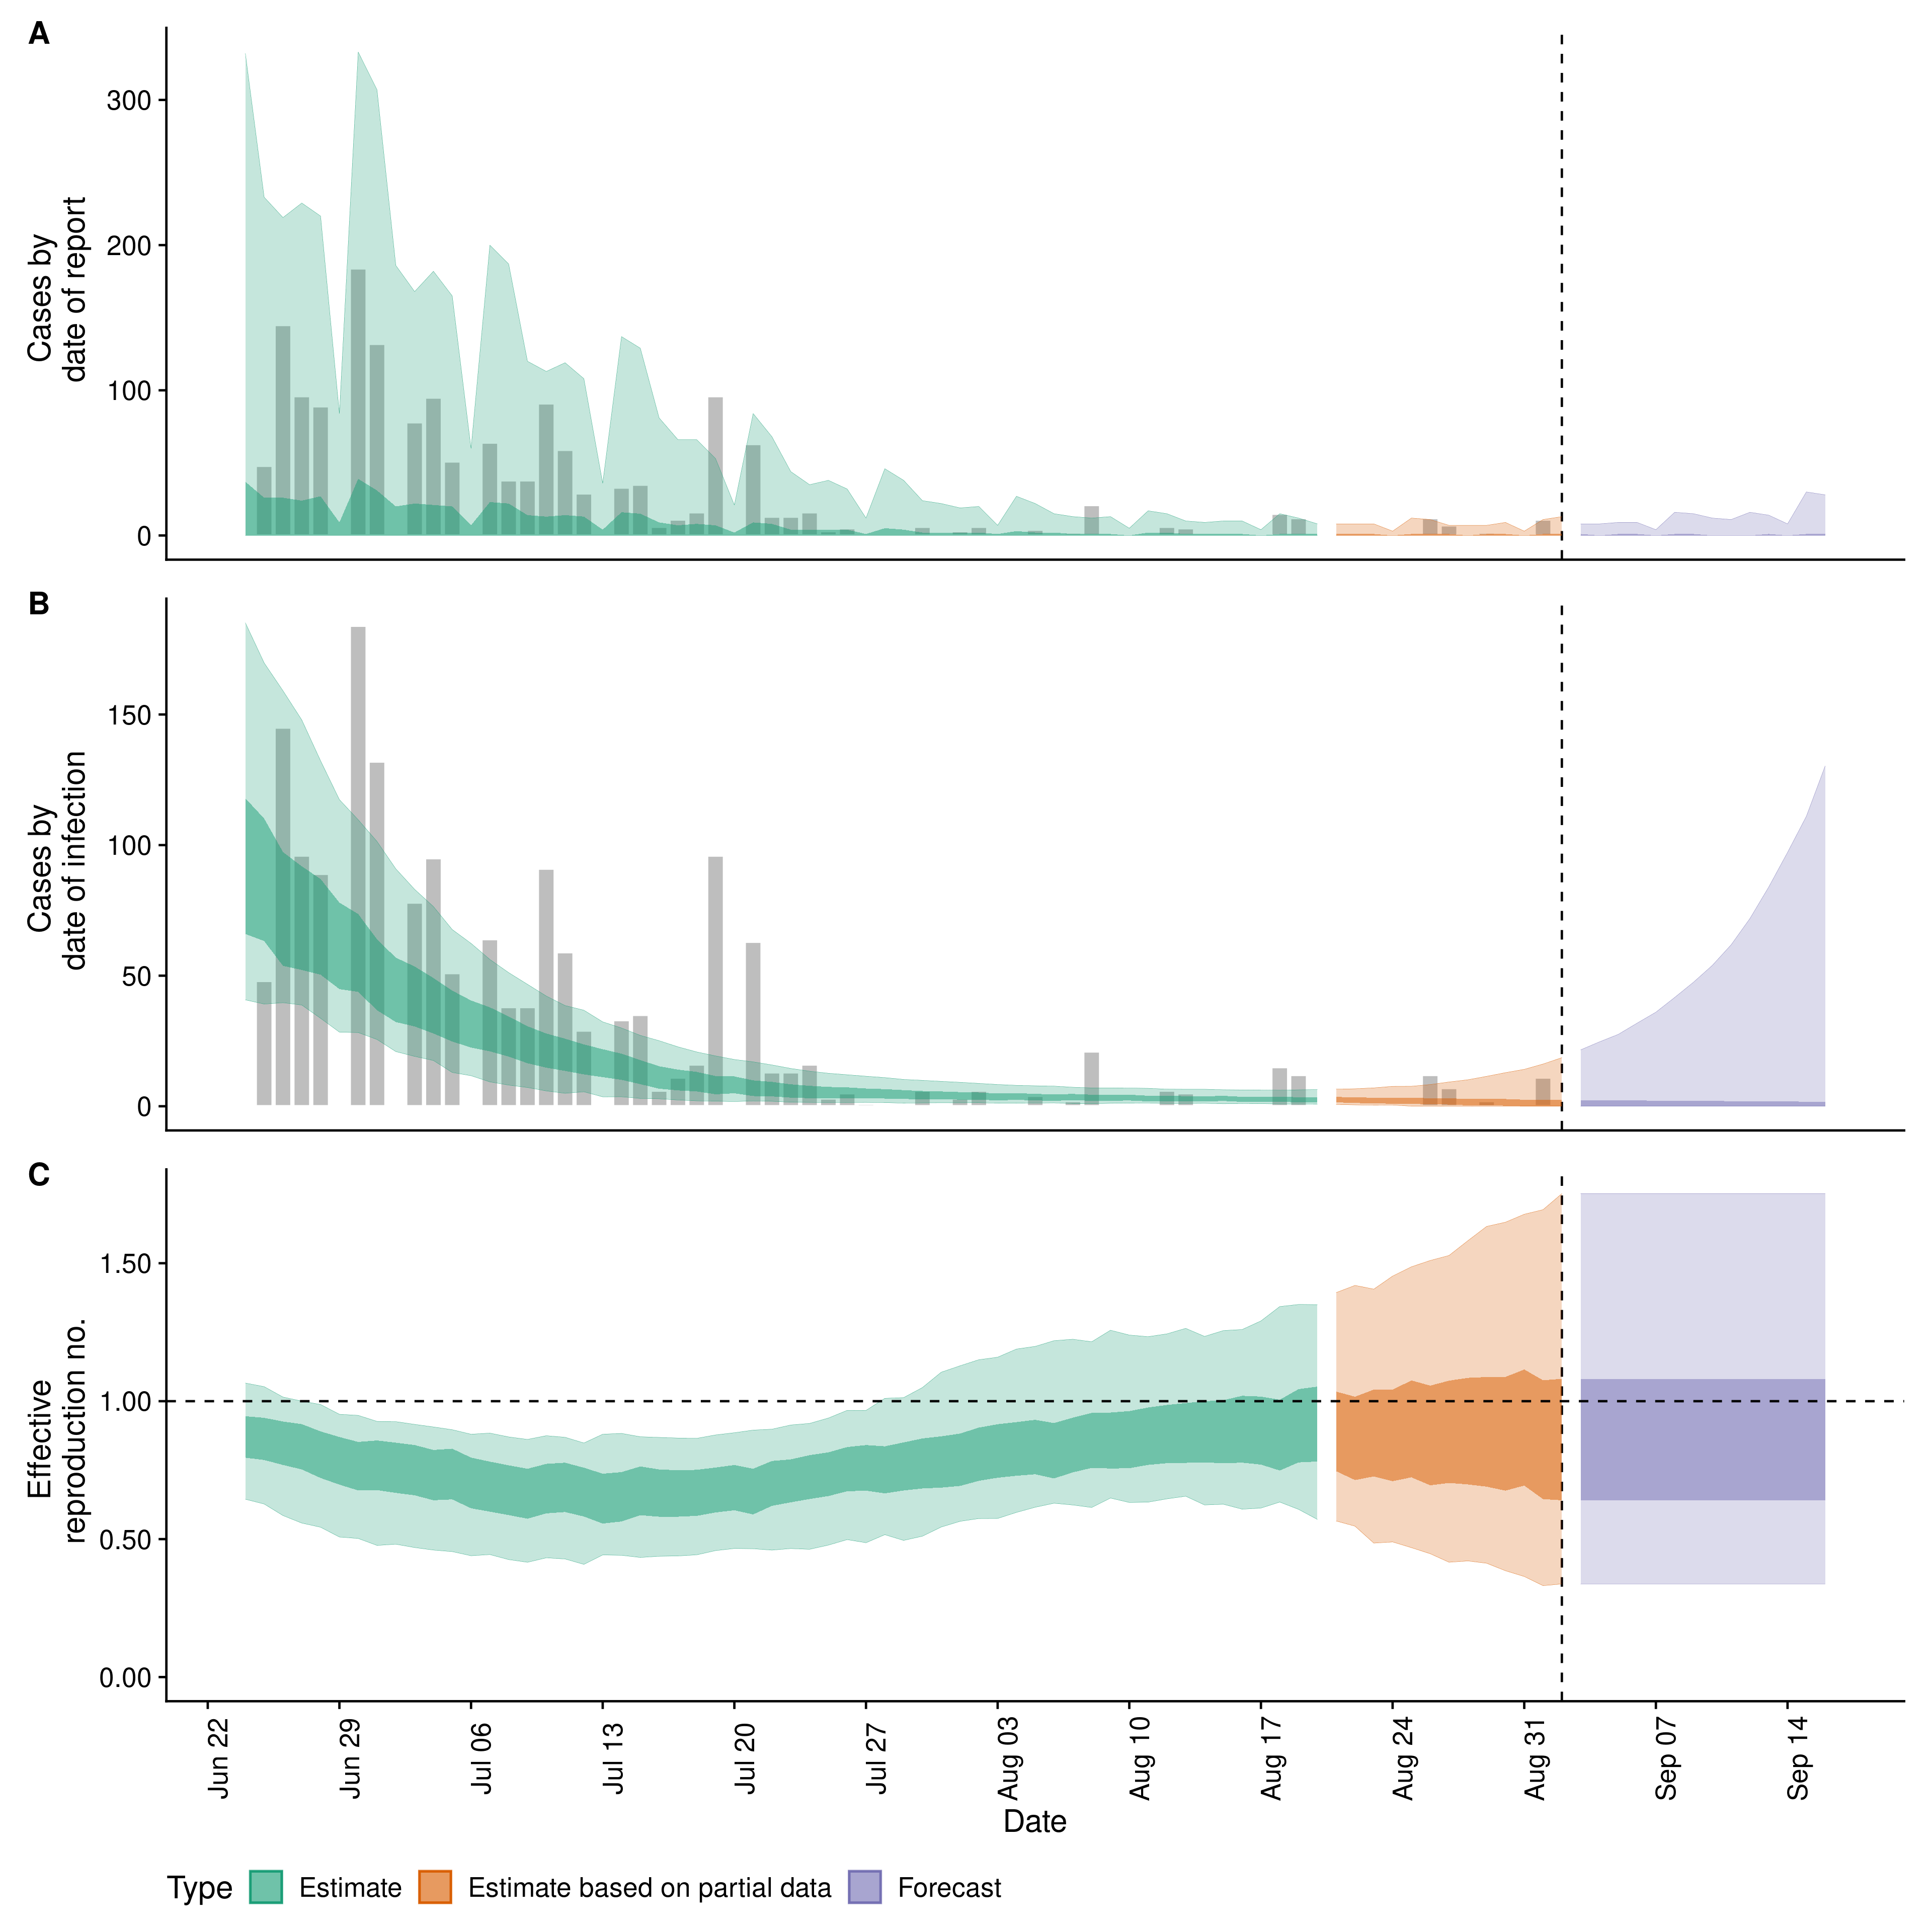 A
Cases by
date of report
300
200
100
0
B
Cases by
date of infection
150
100
50
0
C
Effective
reproduction no.
1.50
1.00
0.50
0.00
Jun 22
Jun 29
Jul 06
Jul 13
Jul 20
Jul 27
Aug 03
Aug 10
Aug 17
Aug 24
Aug 31
Sep 07
Sep 14
Date
Type Estimate Estimate based on partial data Forecast